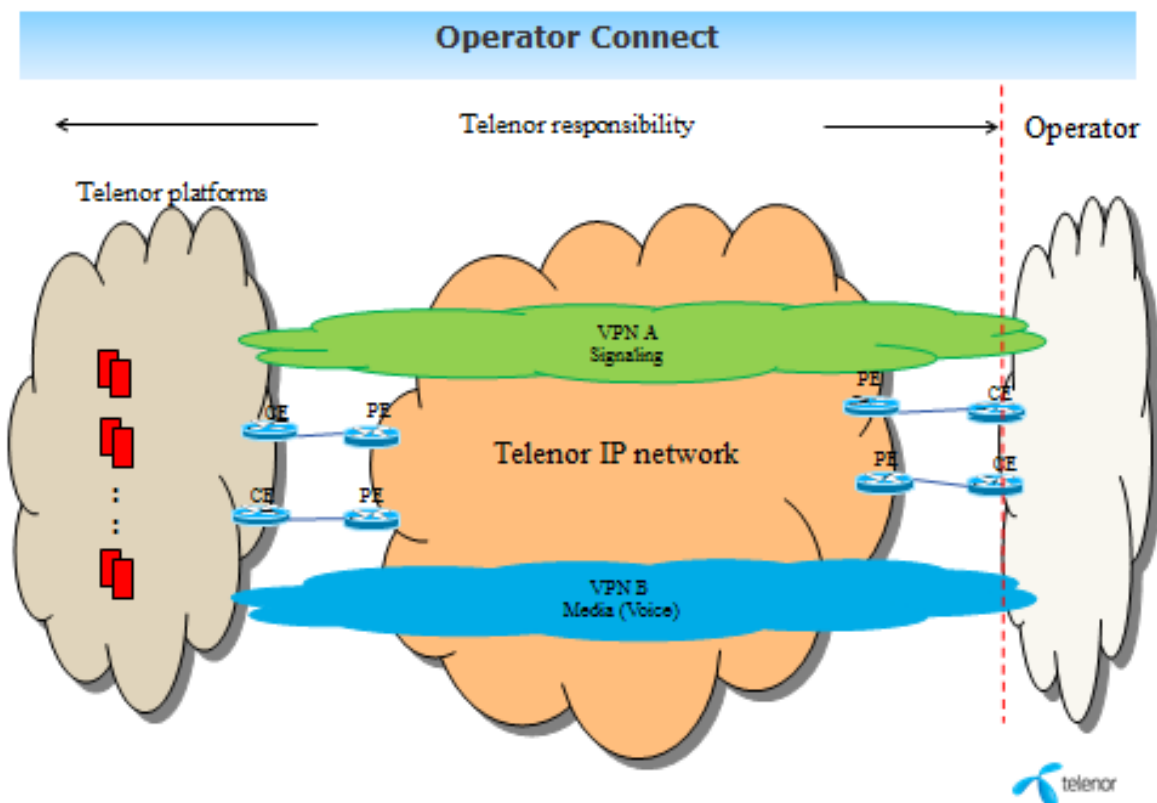 Operator Connect
Telenor responsibility
Operator
Telenor platforms
VPN A
Signaling
PE
CE
CE
PE
Telenor IP network
PE
CE
CE
PE
:
:
VPN B
Media (Voice)
telenor